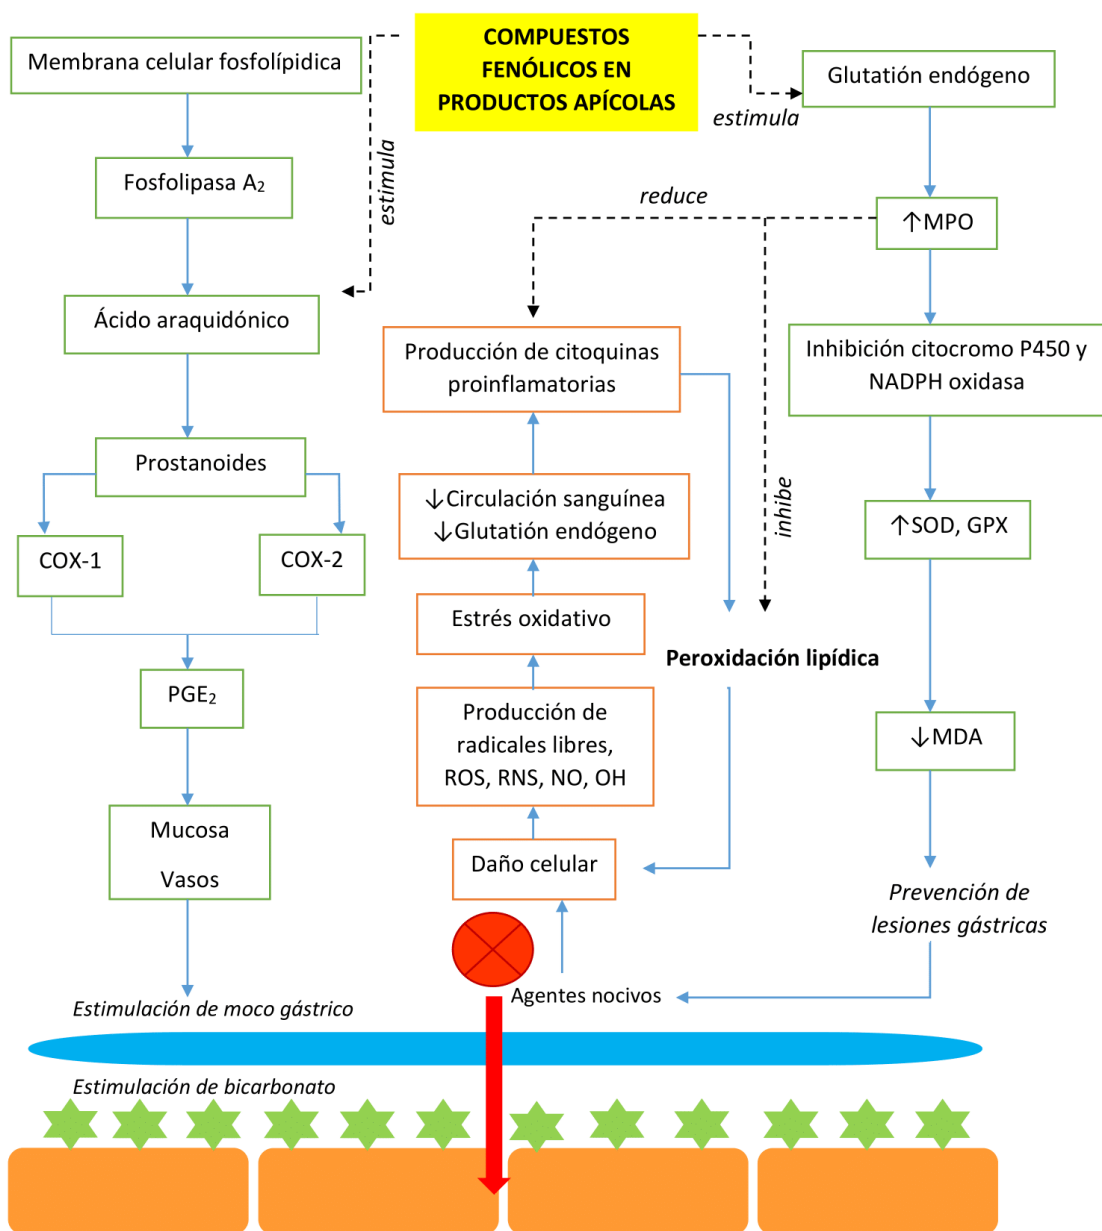 COMPUESTOS
FENÓLICOS EN
PRODUCTOS APÍCOLAS
Membrana celular fosfolípidica
Fosfolipasa A₂
estimula
Ácido araquidónico
Prostanoides
COX-1
COX-2
PGE₂
Mucosa
Vasos
Estimulación de moco gástrico
Estimulación de bicarbonato
reduce
Producción de citoquinas
proinflamatorias
↓Circulación sanguínea
↓Glutatión endógeno
Estrés oxidativo
Producción de
radicales libres,
ROS, RNS, NO, OH
Daño celular
Agentes nocivos
inhibe
Peroxidación lipídica
estimula
Glutatión endógeno
↑MPO
Inhibición citocromo P450 y
NADPH oxidasa
↑SOD, GPX
↓MDA
Prevención de
lesiones gástricas